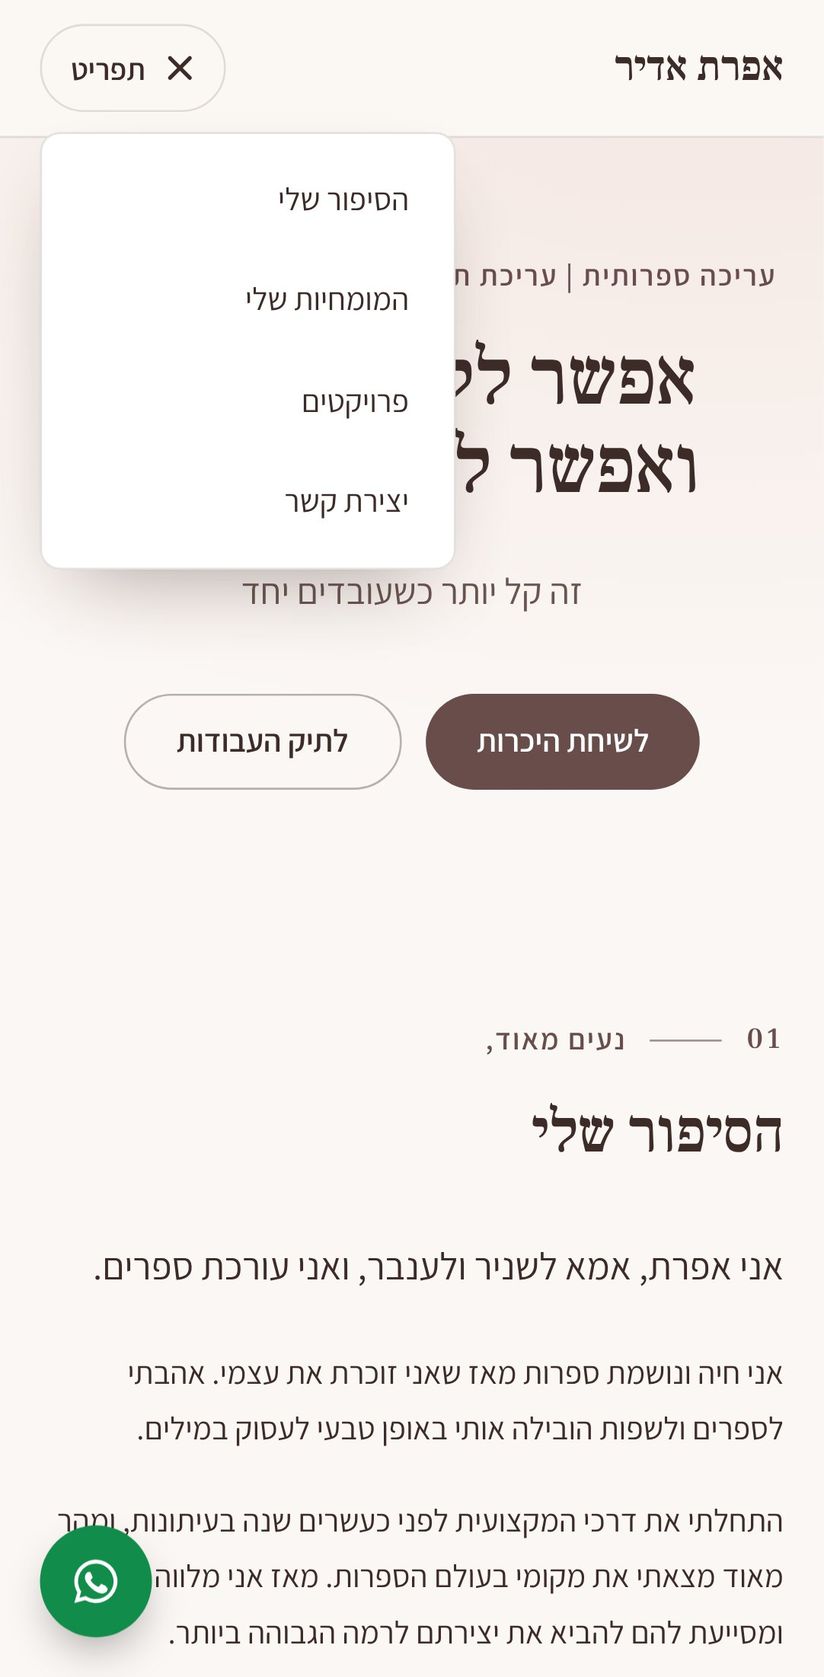 אפרת אדיר
תפריט
הסיפור שלי
המומחיות שלי
פרויקטים
יצירת קשר
עריכה ספרותית | עריכת
אפשר
ואפשר
זה קל יותר כשעובדים יחד
לשיחת היכרות
לתיק העבודות
01 נעים מאוד,
הסיפור שלי
אני אפרת, אמא לשניר ולענבר, ואני עורכת ספרים.
אני חיה ונושמת ספרות מאז שאני זוכרת את עצמי. אהבתי
לספרים ולשפות הובילה אותי באופן טבעי לעסוק במילים.
התחלתי את דרכי המקצועית לפני כעשרים שנה בעיתונות, ומהר
מאוד מצאתי את מקומי בעולם הספרות. מאז אני מלווה
ומסייעת להם להביא את יצירתם לרמה הגבוהה ביותר.